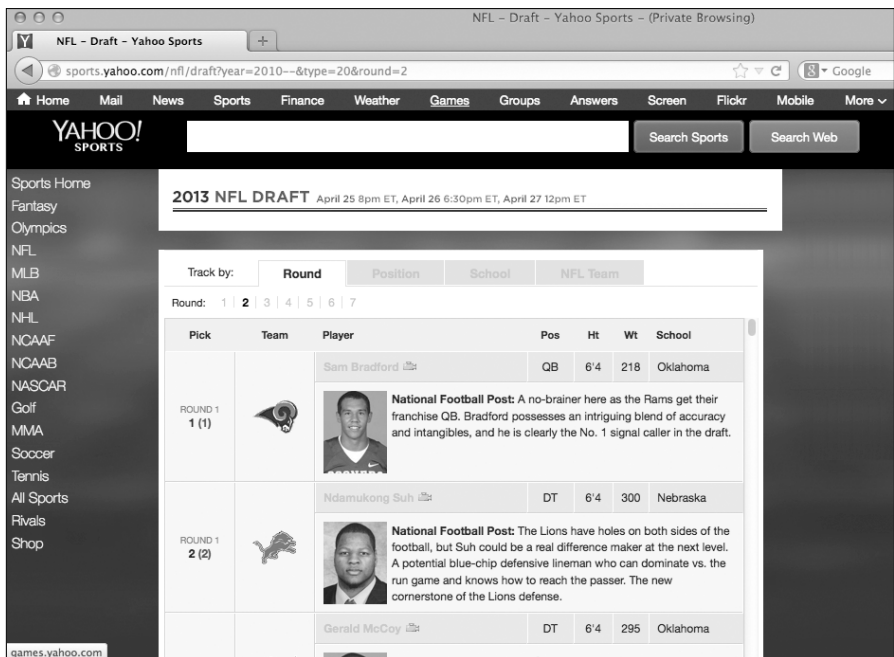 NFL – Draft – Yahoo Sports – (Private Browsing)
Y NFL – Draft – Yahoo Sports +
sports.yahoo.com/nfl/draft?year=2010--&type=20&round=2 8 Google
Home Mail News Sports Finance Weather Games Groups Answers Screen Flickr Mobile More
YAHOO!
SPORTS
Search Sports Search Web
Sports Home
Fantasy
Olympics
NFL
MLB
NBA
NHL
NCAAF
NCAAB
NASCAR
Golf
MMA
Soccer
Tennis
All Sports
Rivals
Shop
2013 NFL DRAFT April 25 8pm ET, April 26 6:30pm ET, April 27 12pm ET
Track by: Round Position School NFL Team
Round: 1 | 2 | 3 | 4 | 5 | 6 | 7
Pick Team Player Pos Ht Wt School
Sam Bradford QB 6'4 218 Oklahoma
ROUND 1
1 (1)
National Football Post: A no-brainer here as the Rams get their
franchise QB. Bradford possesses an intriguing blend of accuracy
and intangibles, and he is clearly the No. 1 signal caller in the draft.
Ndamukong Suh DT 6'4 300 Nebraska
ROUND 1
2 (2)
National Football Post: The Lions have holes on both sides of the
football, but Suh could be a real difference maker at the next level.
A potential blue-chip defensive lineman who can dominate vs. the
run game and knows how to reach the passer. The new
cornerstone of the Lions defense.
Gerald McCoy DT 6'4 295 Oklahoma
games.yahoo.com